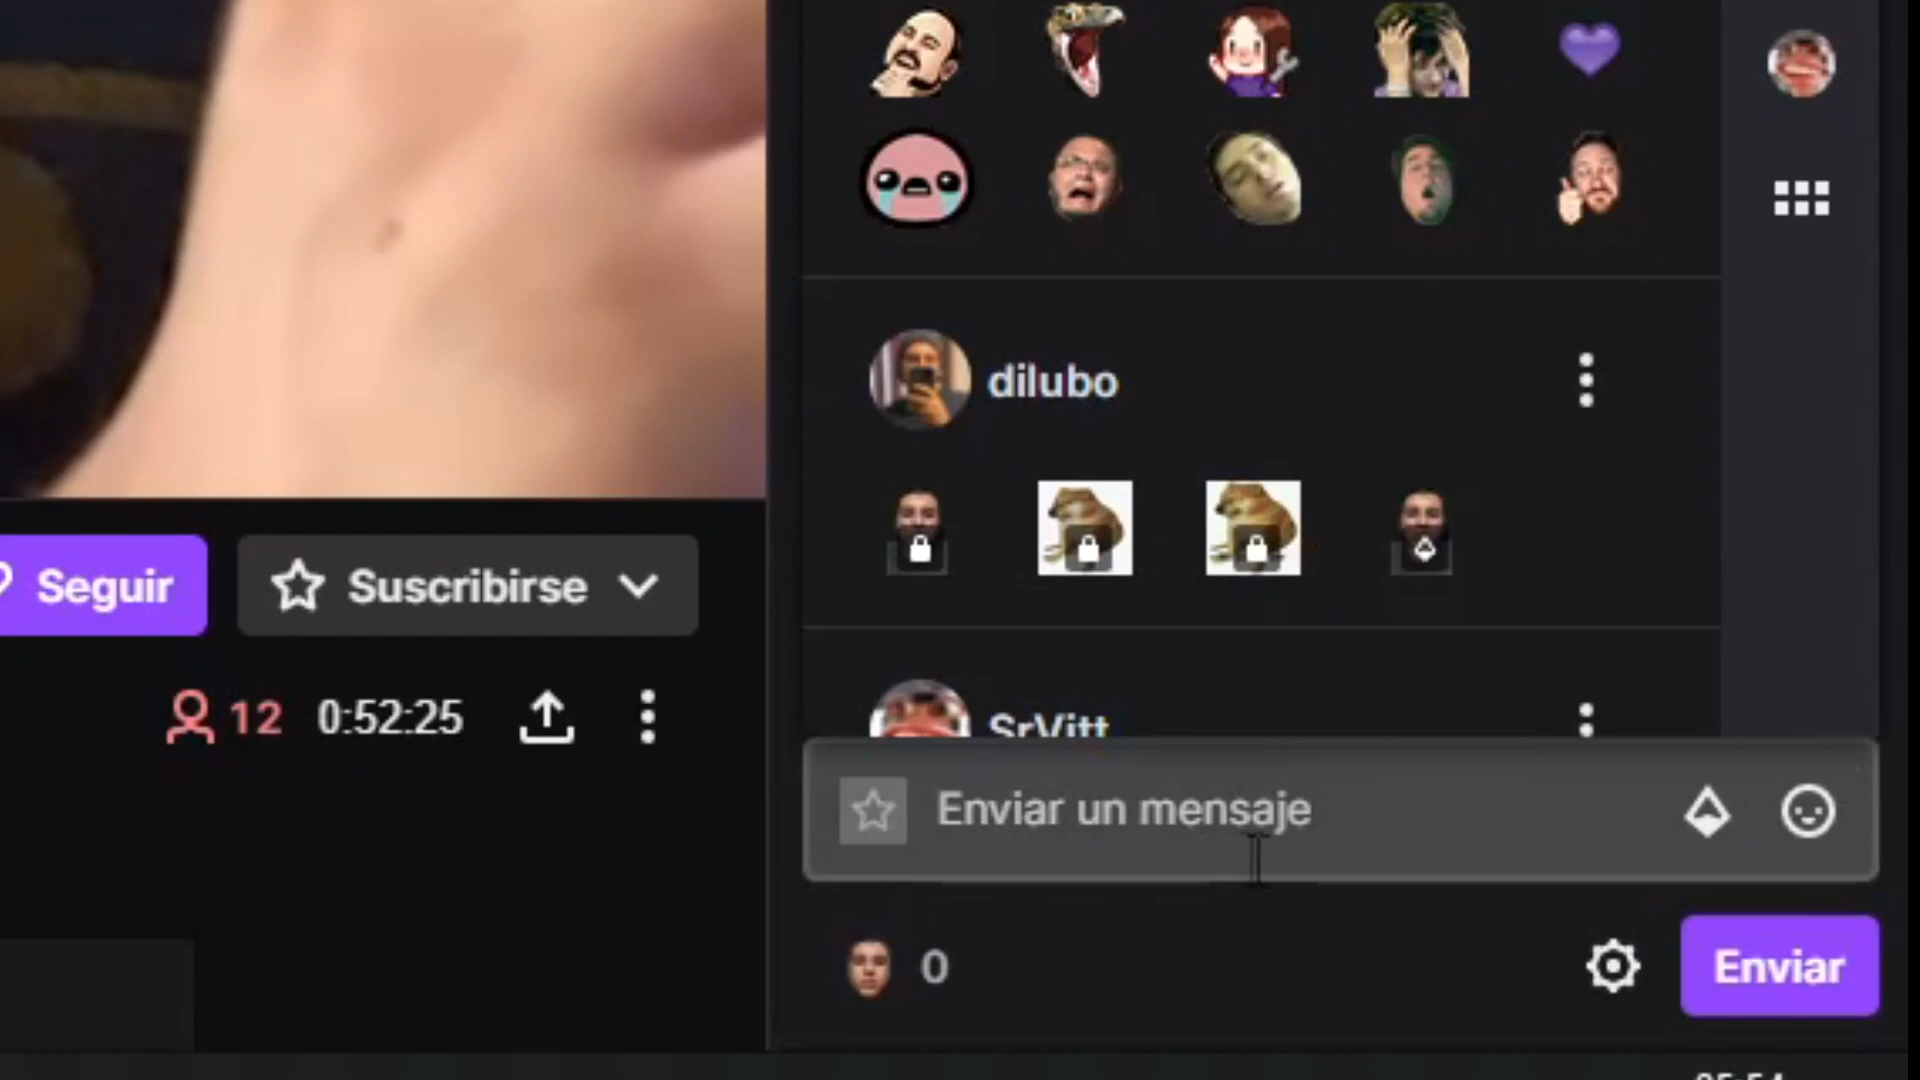 dilubo
Seguir
Suscribirse
12
0:52:25
SrVitt
Enviar un mensaje
0
Enviar